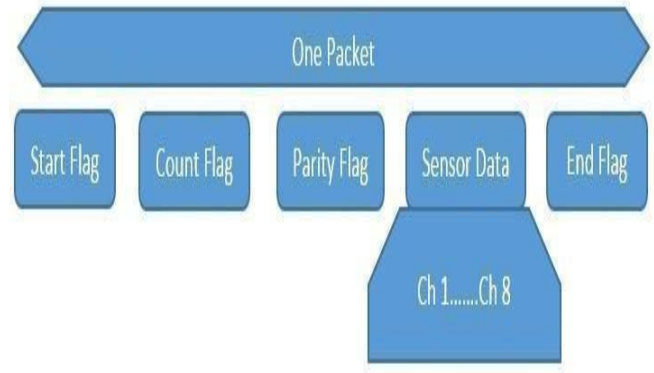 One Packet
Start Flag
Count Flag
Parity Flag
Sensor Data
End Flag
Ch 1.......Ch 8